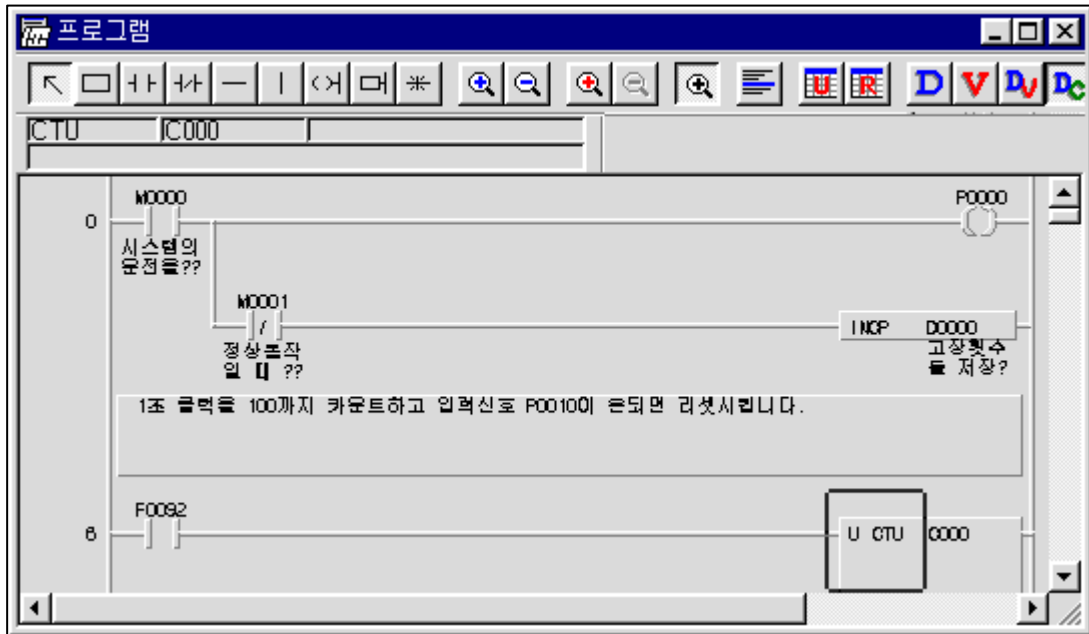 프로그램
U R D V DV DC
CTU C000
M0000 P0000
0
시스템의
운전을??
M0001
INCP D0000
정상동작
일 ??
고장횟수
를 저장?
1초 클럭을 100까지 카운트하고 입력신호 P0010이 온되면 리셋시킵니다.
F0092
6
U CTU C000